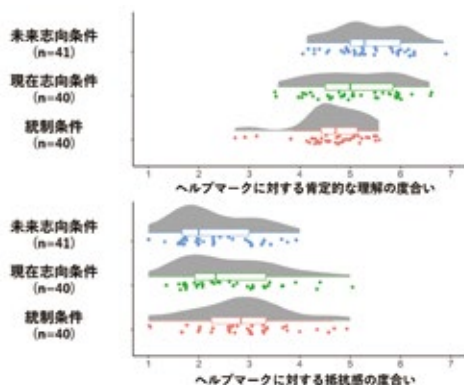 未来志向条件
(n=41)
現在志向条件
(n=40)
統制条件
(n=40)
1 2 3 4 5 6 7
ヘルプマークに対する肯定的な理解の度合い
未来志向条件
(n=41)
現在志向条件
(n=40)
統制条件
(n=40)
1 2 3 4 5 6 7
ヘルプマークに対する抵抗感の度合い